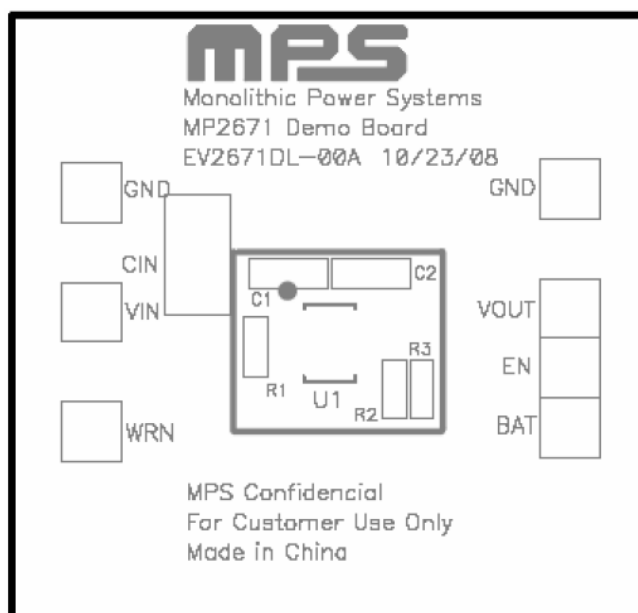 MPS
Monolithic Power Systems
MP2671 Demo Board
EV2671DL-00A 10/23/08
GND
GND
CIN
C1
C2
VIN
VOUT
R1
U1
R2
R3
EN
WRN
BAT
MPS Confidencial
For Customer Use Only
Made in China